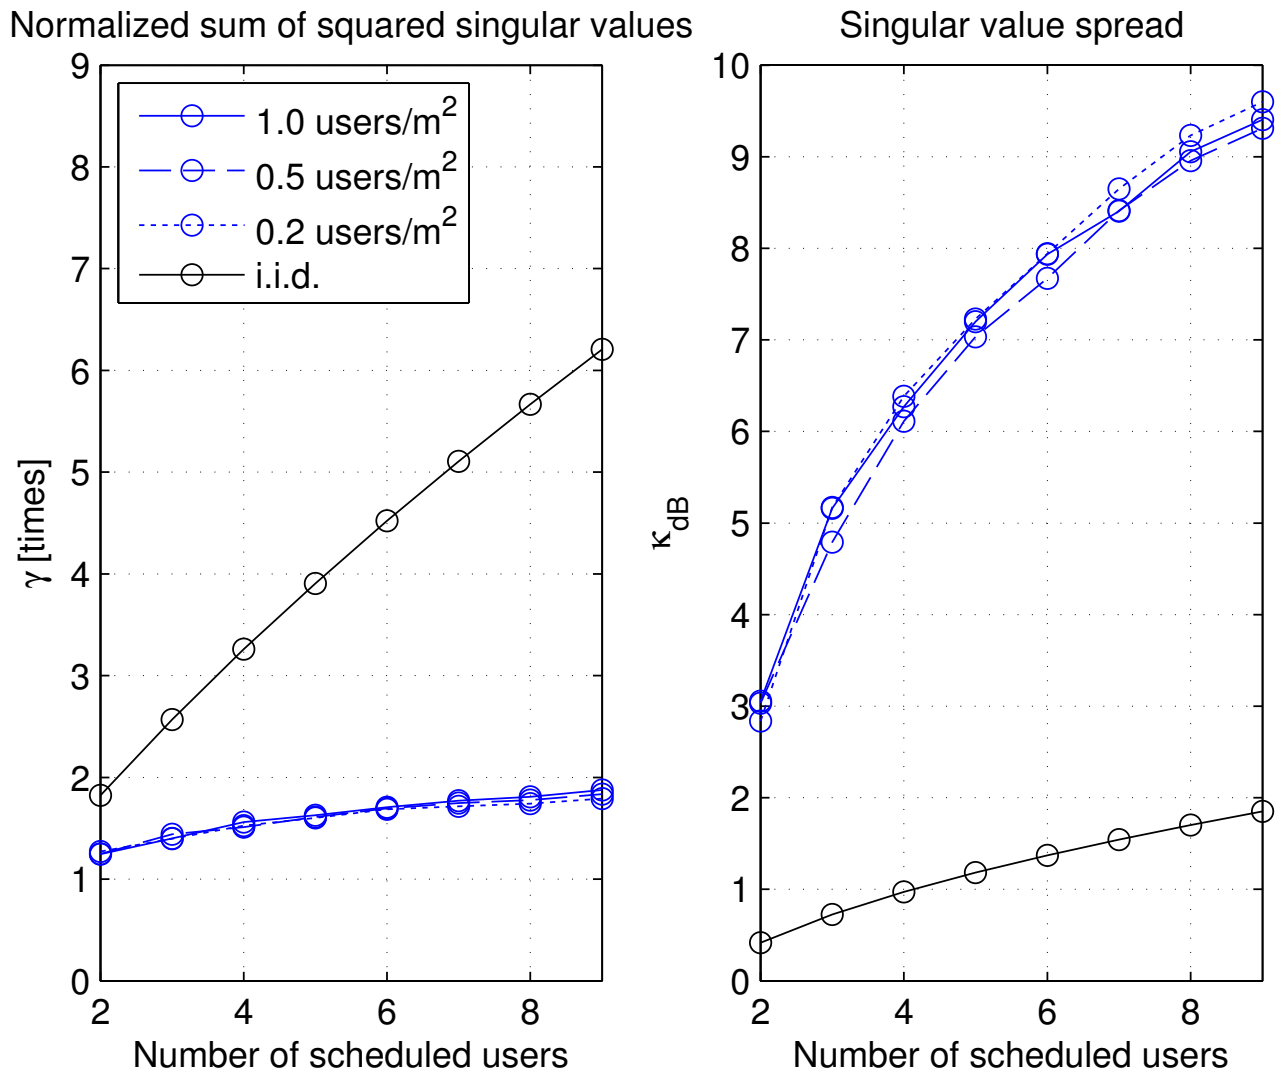 Normalized sum of squared singular values
9
8
7
6
5
4
3
2
1
0
γ [times]
1.0 users/m²
0.5 users/m²
0.2 users/m²
i.i.d.
2 4 6 8
Number of scheduled users
Singular value spread
10
9
8
7
6
5
4
3
2
1
0
κdB
2 4 6 8
Number of scheduled users